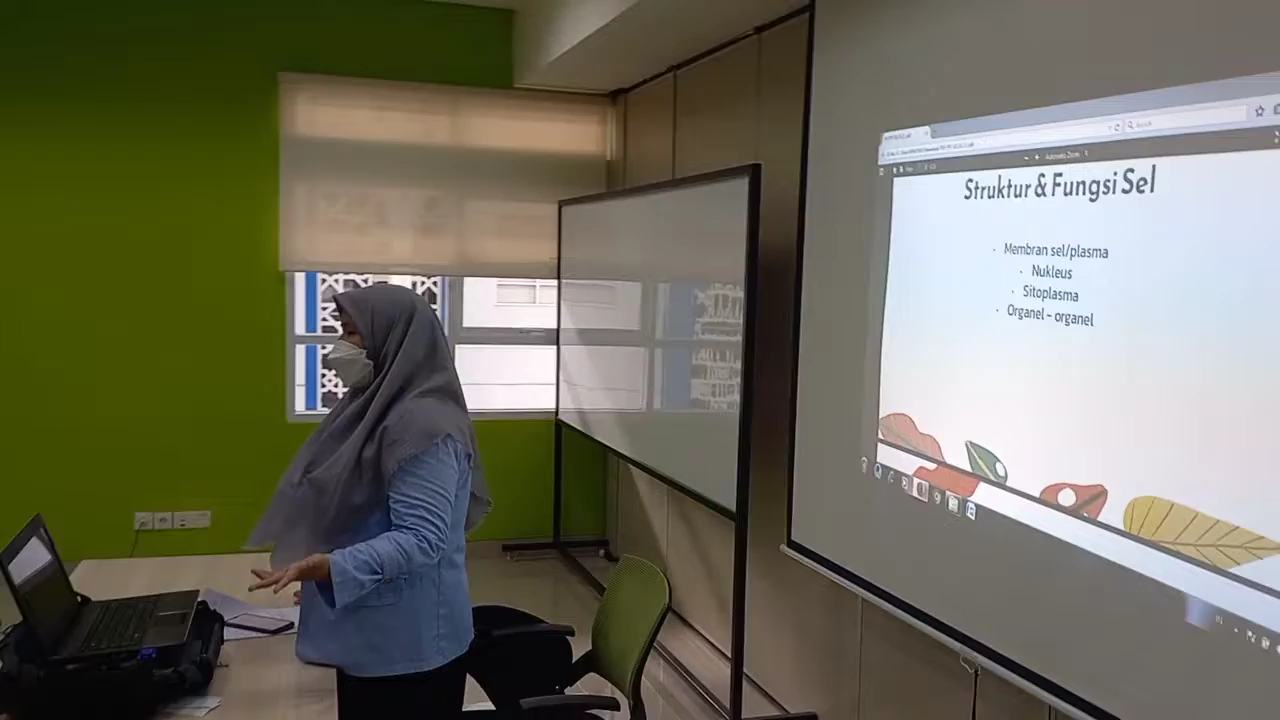 Struktur & Fungsi Sel
· Membran sel/plasma
· Nukleus
· Sitoplasma
· Organel – organel